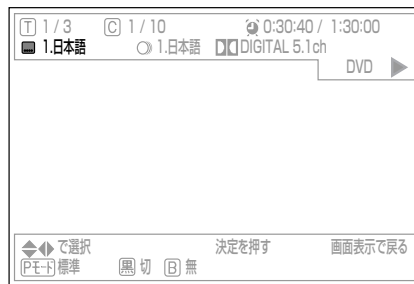 T 1 / 3 C 1 / 10 0:30:40 / 1:30:00
1.日本語 1.日本語 DIGITAL 5.1ch
DVD
で選択 決定を押す 画面表示で戻る
Pモード 標準 黒 切 B 無